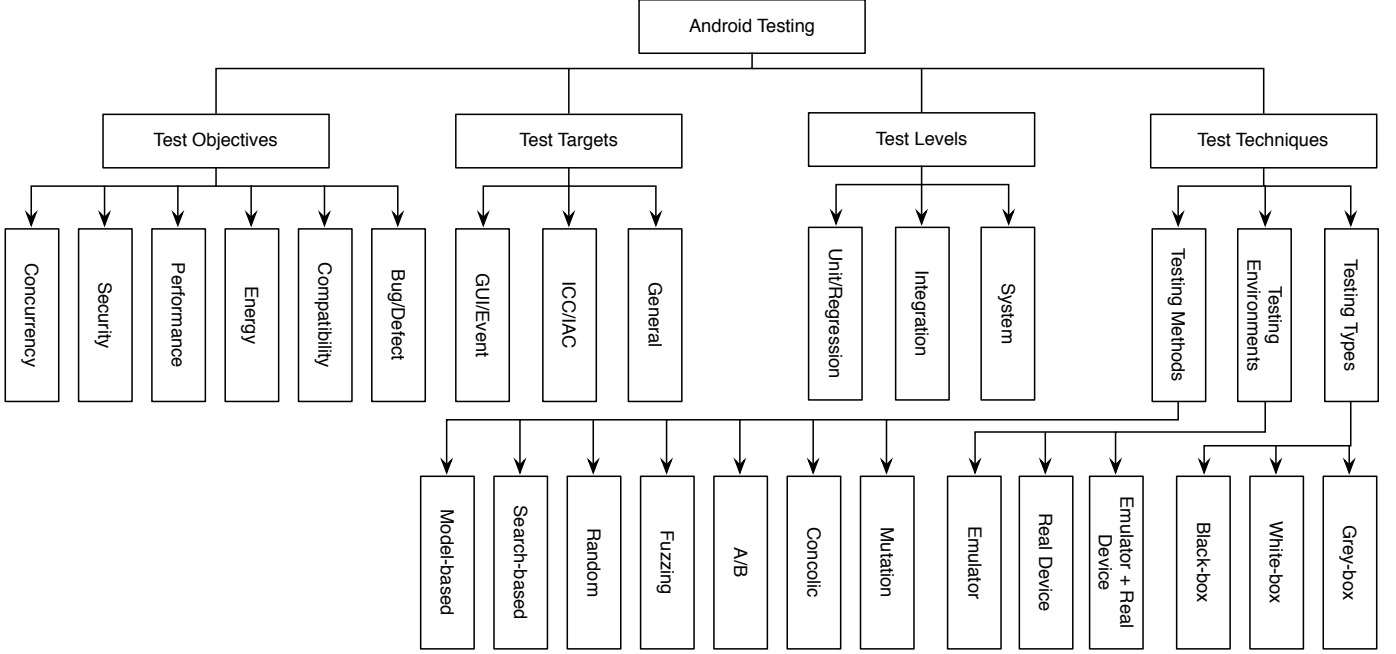 Android Testing
Test Objectives
Test Targets
Test Levels
Test Techniques
Concurrency
Security
Performance
Energy
Compatibility
Bug/Defect
GUI/Event
ICC/IAC
General
Unit/Regression
Integration
System
Testing Methods
Testing
Environments
Testing Types
Model-based
Search-based
Random
Fuzzing
A/B
Concolic
Mutation
Emulator
Real Device
Emulator + Real
Device
Black-box
White-box
Grey-box